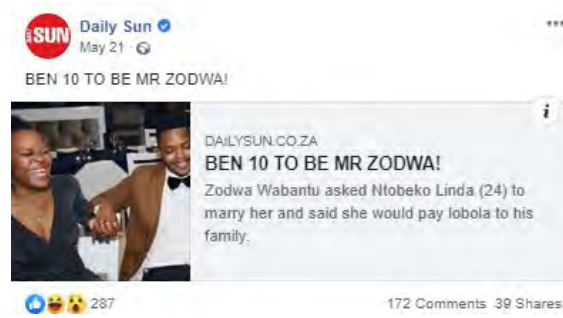 SUN
Daily Sun
May 21 ·
BEN 10 TO BE MR ZODWA!
i
DAILYSUN.CO.ZA
BEN 10 TO BE MR ZODWA!
Zodwa Wabantu asked Ntobeko Linda (24) to
marry her and said she would pay lobola to his
family.
287
172 Comments 39 Shares